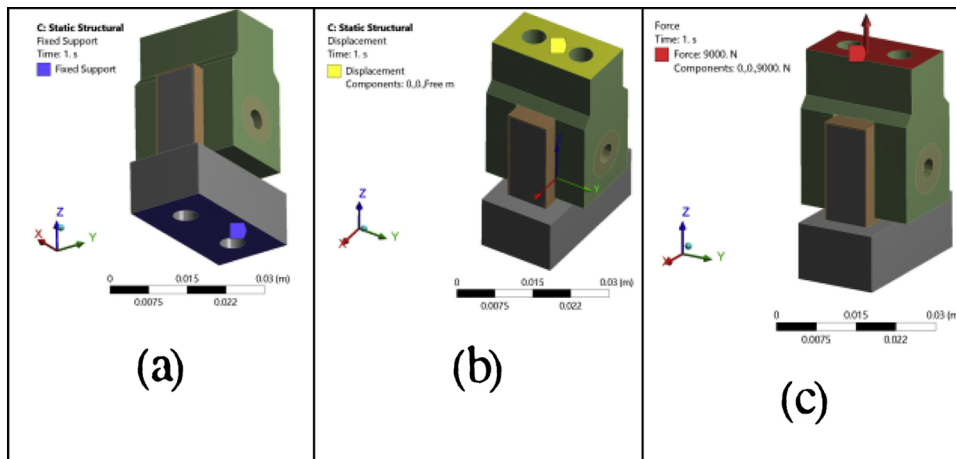 C: Static Structural
Fixed Support
Time: 1. s
Fixed Support
Z
X
Y
0
0.015
0.03 (m)
0.0075
0.022
(a)
C: Static Structural
Displacement
Time: 1. s
Displacement
Components: 0.,0.,Free m
Z
Y
Z
X
Y
0
0.015
0.03 (m)
0.0075
0.022
(b)
Force
Time: 1. s
Force: 9000. N
Components: 0.,0.,9000. N
Z
X
Y
0
0.015
0.03 (m
0.0075
0.022
(c)